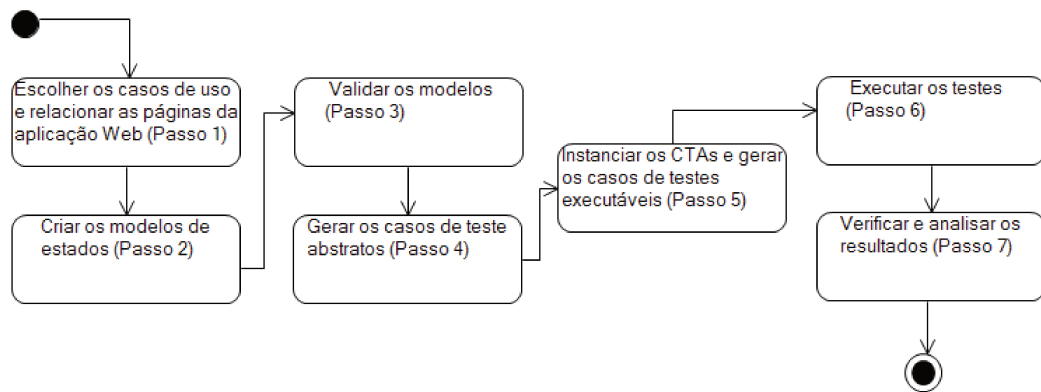 Escolher os casos de uso
e relacionar as páginas da
aplicação Web (Passo 1)
Criar os modelos de
estados (Passo 2)
Validar os modelos
(Passo 3)
Gerar os casos de teste
abstratos (Passo 4)
Instanciar os CTAs e gerar
os casos de testes
executáveis (Passo 5)
Executar os testes
(Passo 6)
Verificar e analisar os
resultados (Passo 7)